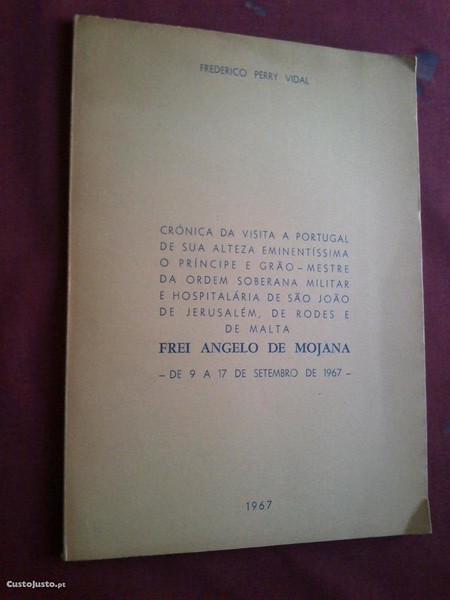 FREDERICO PERRY VIDAL
CRÓNICA DA VISITA A PORTUGAL
DE SUA ALTEZA EMINENTÍSSIMA
O PRÍNCIPE E GRÃO-MESTRE
DA ORDEM SOBERANA MILITAR
E HOSPITALÁRIA DE SÃO JOÃO
DE JERUSALÉM, DE RODES E
DE MALTA
FREI ANGELO DE MOJANA
- DE 9 A 17 DE SETEMBRO DE 1967 -
1967
CustoJusto.pt